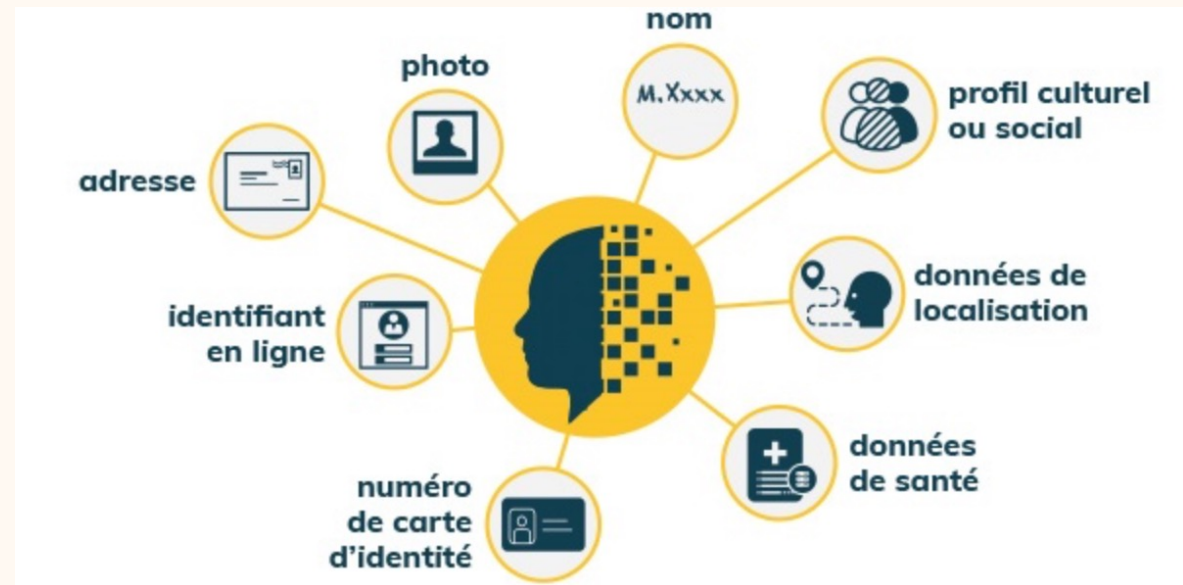 nom
M.Xxxx
photo
profil culturel
ou social
adresse
données de
localisation
identifiant
en ligne
données
de santé
numéro
de carte
d'identité